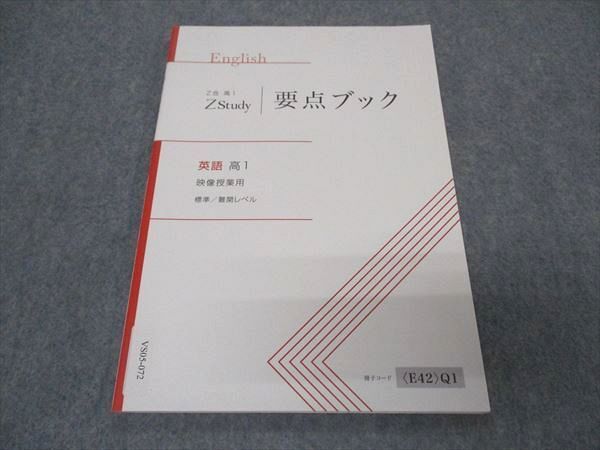 English
Z会 高1
Z Study 要点ブック
英語 高1
映像授業用
標準/難関レベル
VS05-072
冊子コード 〈E42〉Q1